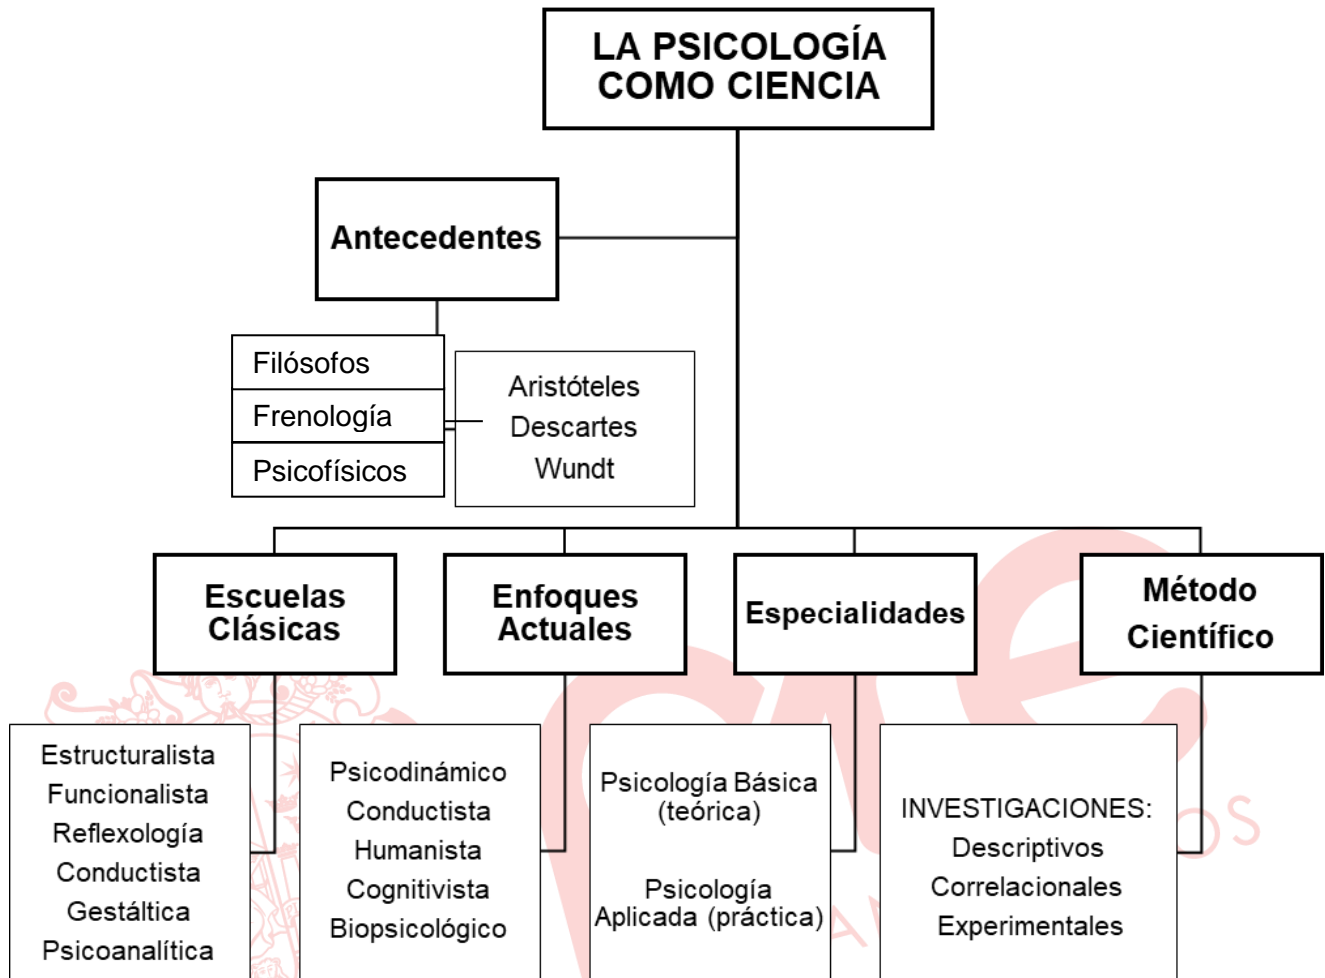 LA PSICOLOGÍA
COMO CIENCIA
Antecedentes
Filósofos
Frenología
Psicofísicos
Aristóteles
Descartes
Wundt
Escuelas
Clásicas
Enfoques
Actuales
Especialidades
Método
Científico
Estructuralista
Funcionalista
Reflexología
Conductista
Gestáltica
Psicoanalítica
Psicodinámico
Conductista
Humanista
Cognitivista
Biopsicológico
Psicología Básica
(teórica)
Psicología
Aplicada (práctica)
INVESTIGACIONES:
Descriptivos
Correlacionales
Experimentales